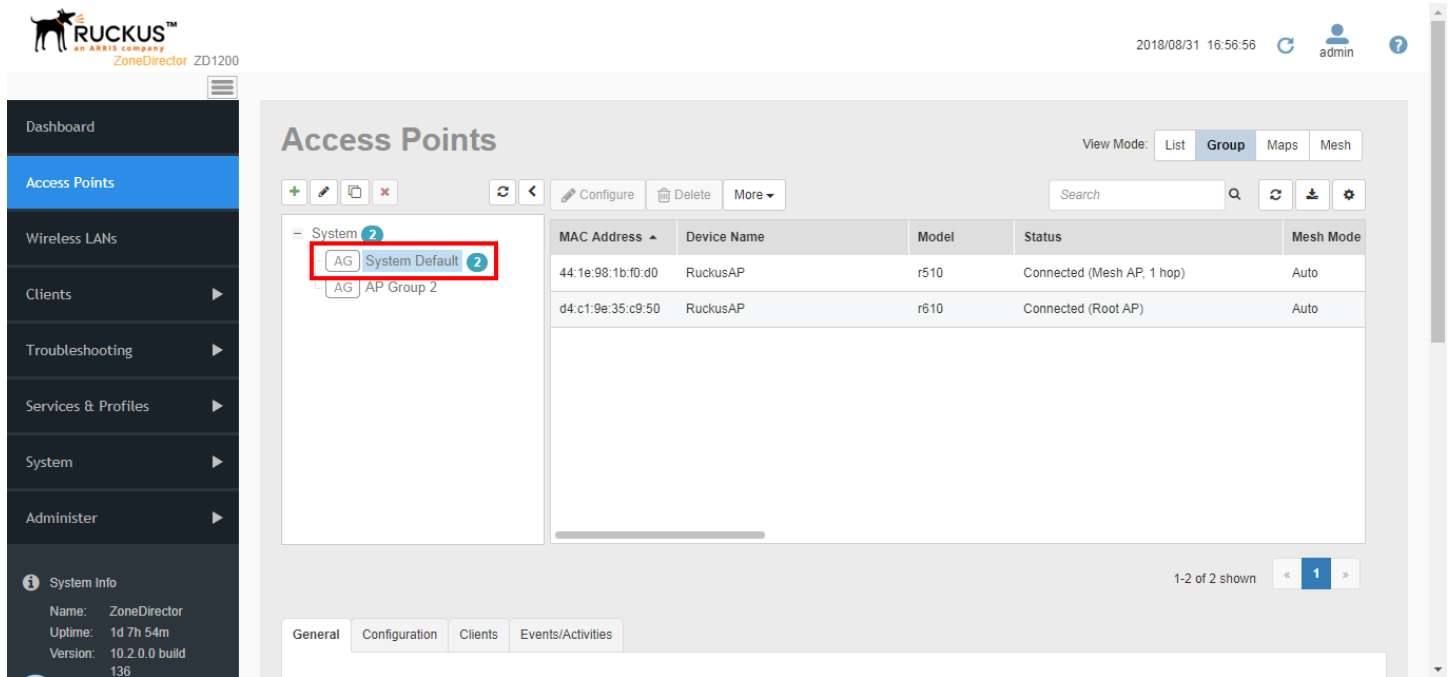 RUCKUS™
an ARRIS company
ZoneDirector ZD1200
2018/08/31 16:56:56
admin
?
Dashboard
Access Points
Wireless LANs
Clients
Troubleshooting
Services & Profiles
System
Administer
System Info
Name: ZoneDirector
Uptime: 1d 7h 54m
Version: 10.2.0.0 build
136
Access Points
View Mode: List Group Maps Mesh
Configure Delete More
Search
System 2
AG System Default 2
AG AP Group 2
MAC Address Device Name Model Status Mesh Mode
44:1e:98:1b:f0:d0 RuckusAP r510 Connected (Mesh AP, 1 hop) Auto
d4:c1:9e:35:c9:50 RuckusAP r610 Connected (Root AP) Auto
1-2 of 2 shown « 1 »
General Configuration Clients Events/Activities